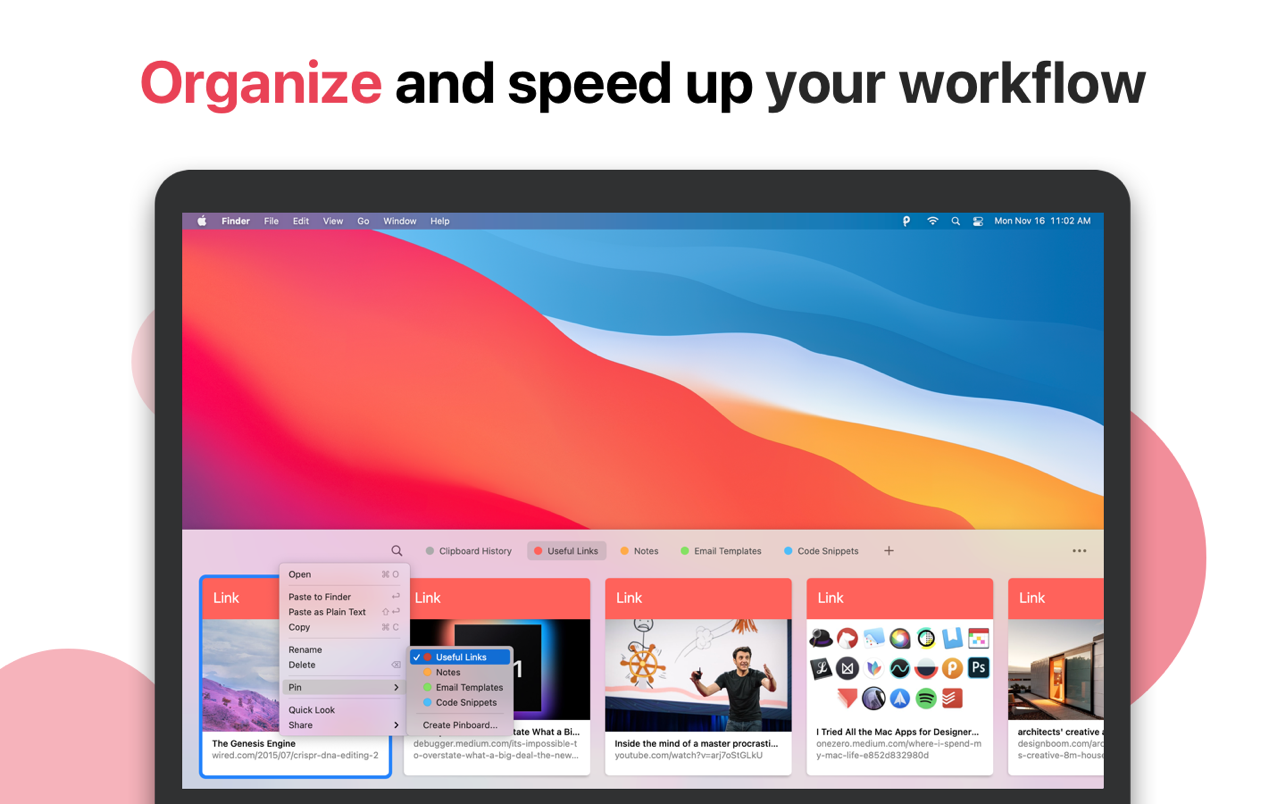 Organize and speed up your workflow
Finder File Edit View Go Window Help
Mon Nov 16 11:02 AM
Clipboard History
Useful Links
Notes
Email Templates
Code Snippets
Open ⌘ O
Paste to Finder
Paste as Plain Text
Copy ⌘ C
Rename
Delete
Pin
Quick Look
Share
Useful Links
Notes
Email Templates
Code Snippets
Create Pinboard...
Link
The Genesis Engine
wired.com/2015/07/crispr-dna-editing-2
Link
1
tate What a Bi...
debugger.medium.com/its-impossible-t
o-overstate-what-a-big-deal-the-new...
Link
Inside the mind of a master procrasti...
youtube.com/watch?v=arj7oStGLkU
Link
Ps
I Tried All the Mac Apps for Designer...
onezero.medium.com/where-i-spend-m
y-mac-life-e852d832980d
Link
architects' creative
designboom.com/arc
s-creative-8m-house